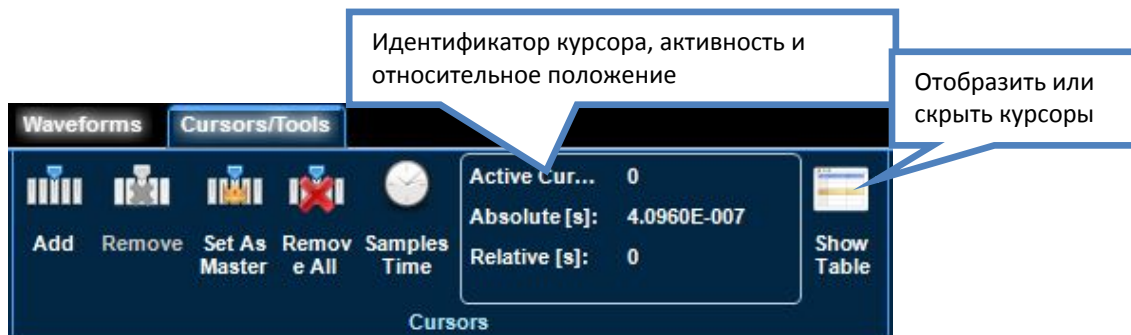 Идентификатор курсора, активность и
относительное положение
Отобразить или
скрыть курсоры
Waveforms
Cursors/Tools
Add
Remove
Set As
Master
Remov
e All
Samples
Time
Active Cur...
0
Absolute [s]:
4.0960E-007
Relative [s]:
0
Show
Table
Cursors